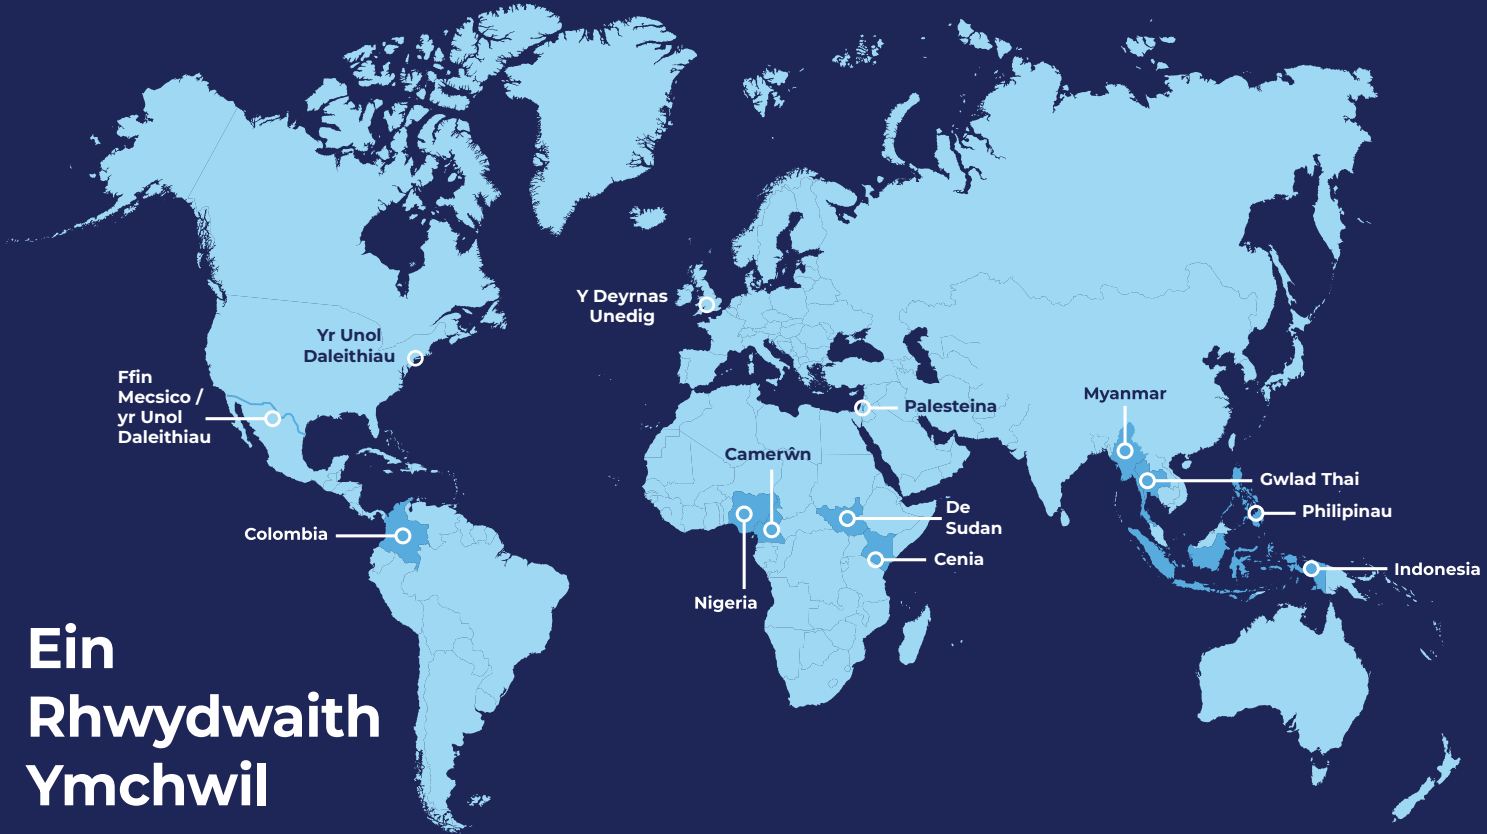 Y Deyrnas
Unedig
Yr Unol
Daleithiau
Ffin
Mecsico /
yr Unol
Daleithiau
Myanmar
Palesteina
Camerŵn
Gwlad Thai
Philipinau
De
Sudan
Colombia
Cenia
Indonesia
Nigeria
Ein
Rhwydwaith
Ymchwil